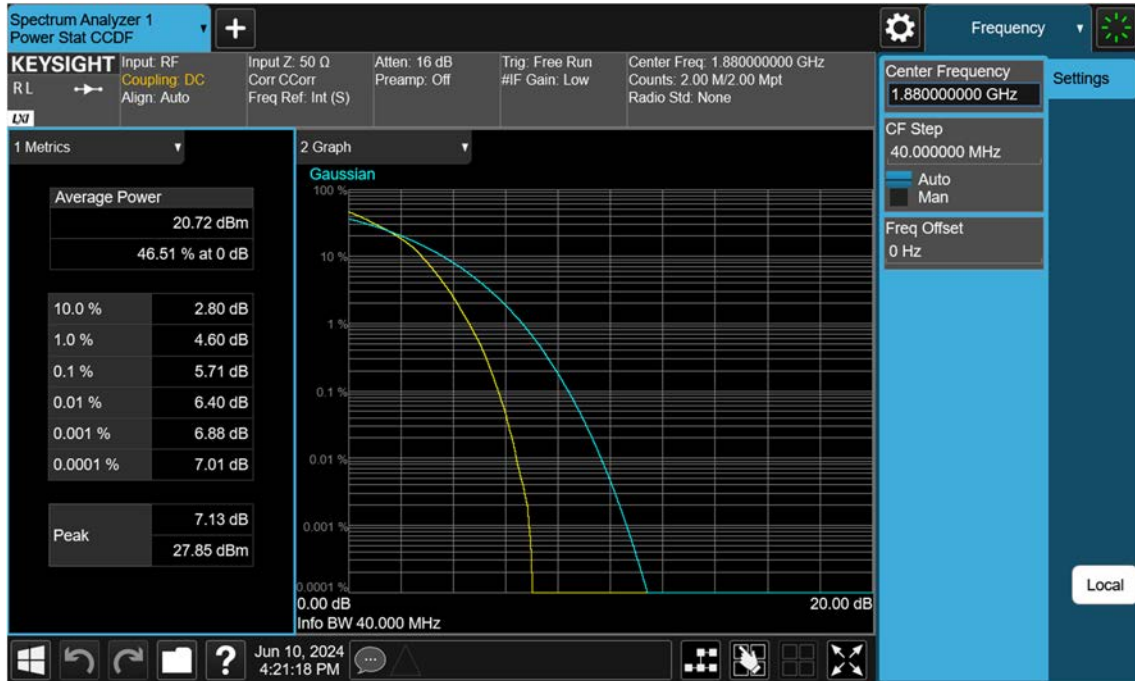 Spectrum Analyzer 1
Power Stat CCDF
Frequency
KEYSIGHT
R L
LXI
Input: RF
Coupling: DC
Align: Auto
Input Z: 50 Ω
Corr CCorr
Freq Ref: Int (S)
Atten: 16 dB
Preamp: Off
Trig: Free Run
#IF Gain: Low
Center Freq: 1.880000000 GHz
Counts: 2.00 M/2.00 Mpt
Radio Std: None
Center Frequency
1.880000000 GHz
Settings
CF Step
40.000000 MHz
Auto
Man
Freq Offset
0 Hz
Local
1 Metrics
Average Power
20.72 dBm
46.51 % at 0 dB
10.0 % 2.80 dB
1.0 % 4.60 dB
0.1 % 5.71 dB
0.01 % 6.40 dB
0.001 % 6.88 dB
0.0001 % 7.01 dB
Peak 7.13 dB
27.85 dBm
2 Graph
Gaussian
100 %
10 %
1 %
0.1 %
0.01 %
0.001 %
0.0001 %
0.00 dB 20.00 dB
Info BW 40.000 MHz
?
Jun 10, 2024
4:21:18 PM